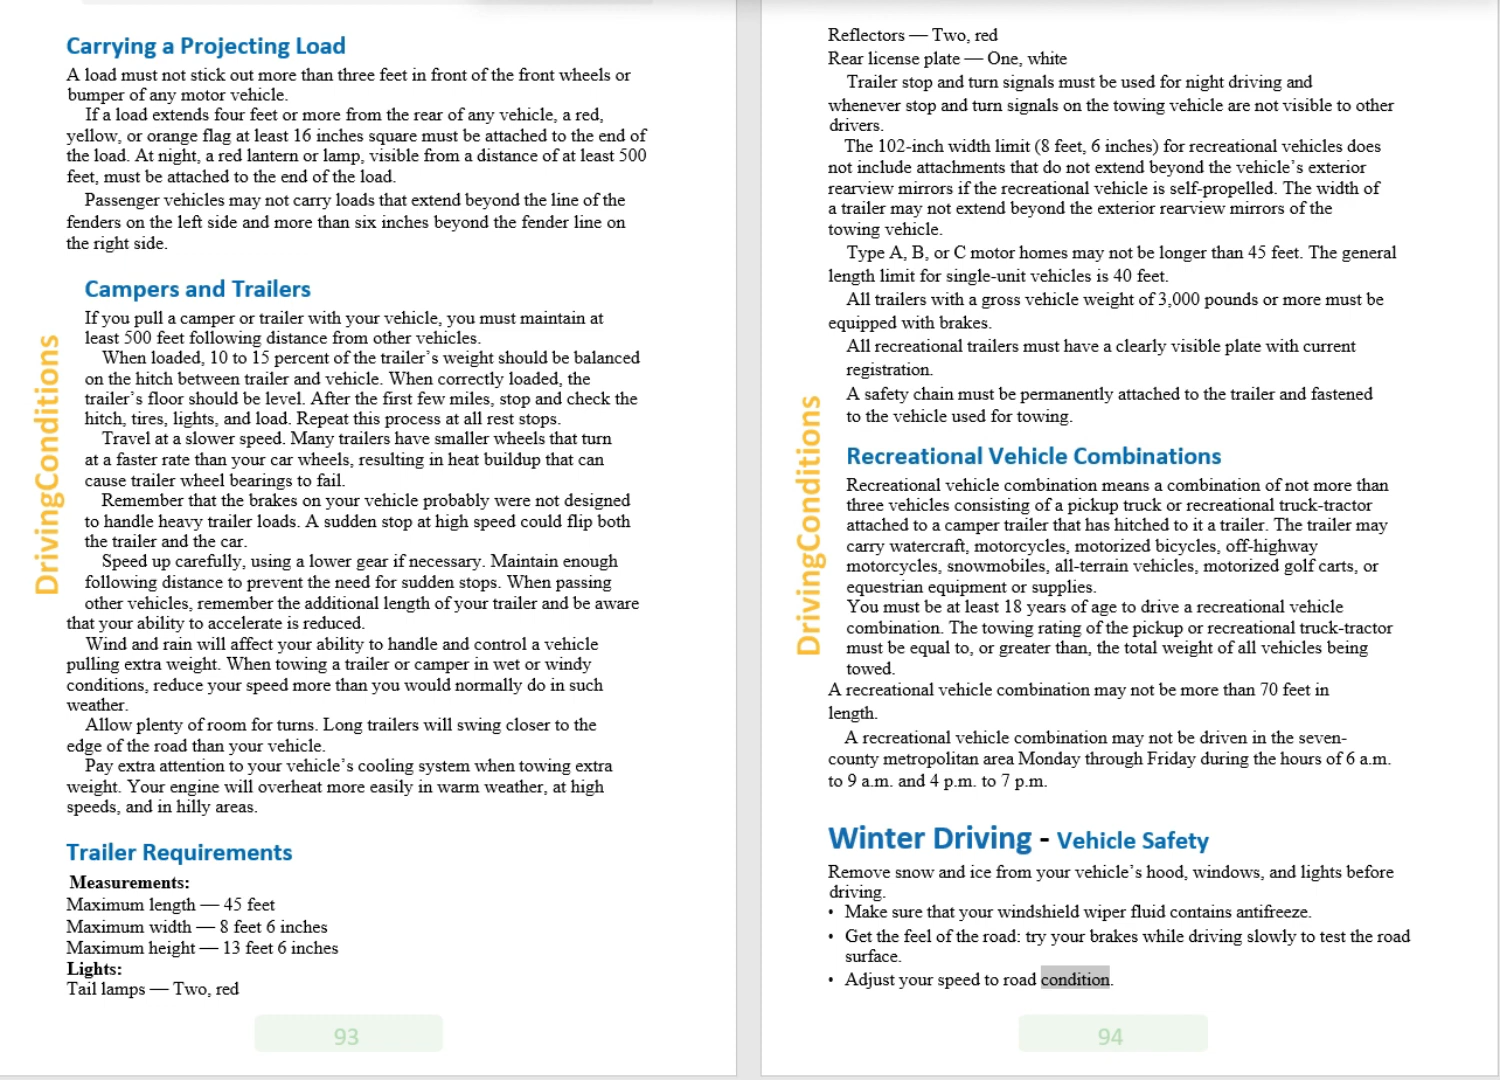 Carrying a Projecting Load
A load must not stick out more than three feet in front of the front wheels or
bumper of any motor vehicle.
If a load extends four feet or more from the rear of any vehicle, a red,
yellow, or orange flag at least 16 inches square must be attached to the end of
the load. At night, a red lantern or lamp, visible from a distance of at least 500
feet, must be attached to the end of the load.
Passenger vehicles may not carry loads that extend beyond the line of the
fenders on the left side and more than six inches beyond the fender line on
the right side.
Campers and Trailers
If you pull a camper or trailer with your vehicle, you must maintain at
least 500 feet following distance from other vehicles.
When loaded, 10 to 15 percent of the trailer's weight should be balanced
on the hitch between trailer and vehicle. When correctly loaded, the
trailer's floor should be level. After the first few miles, stop and check the
hitch, tires, lights, and load. Repeat this process at all rest stops.
Travel at a slower speed. Many trailers have smaller wheels that turn
at a faster rate than your car wheels, resulting in heat buildup that can
cause trailer wheel bearings to fail.
Remember that the brakes on your vehicle probably were not designed
to handle heavy trailer loads. A sudden stop at high speed could flip both
the trailer and the car.
Speed up carefully, using a lower gear if necessary. Maintain enough
following distance to prevent the need for sudden stops. When passing
other vehicles, remember the additional length of your trailer and be aware
that your ability to accelerate is reduced.
Wind and rain will affect your ability to handle and control a vehicle
pulling extra weight. When towing a trailer or camper in wet or windy
conditions, reduce your speed more than you would normally do in such
weather.
Allow plenty of room for turns. Long trailers will swing closer to the
edge of the road than your vehicle.
Pay extra attention to your vehicle's cooling system when towing extra
weight. Your engine will overheat more easily in warm weather, at high
speeds, and in hilly areas.
Trailer Requirements
Measurements:
Maximum length — 45 feet
Maximum width — 8 feet 6 inches
Maximum height — 13 feet 6 inches
Lights:
Tail lamps — Two, red
DrivingConditions
93
Reflectors — Two, red
Rear license plate — One, white
Trailer stop and turn signals must be used for night driving and
whenever stop and turn signals on the towing vehicle are not visible to other
drivers.
The 102-inch width limit (8 feet, 6 inches) for recreational vehicles does
not include attachments that do not extend beyond the vehicle's exterior
rearview mirrors if the recreational vehicle is self-propelled. The width of
a trailer may not extend beyond the exterior rearview mirrors of the
towing vehicle.
Type A, B, or C motor homes may not be longer than 45 feet. The general
length limit for single-unit vehicles is 40 feet.
All trailers with a gross vehicle weight of 3,000 pounds or more must be
equipped with brakes.
All recreational trailers must have a clearly visible plate with current
registration.
A safety chain must be permanently attached to the trailer and fastened
to the vehicle used for towing.
Recreational Vehicle Combinations
Recreational vehicle combination means a combination of not more than
three vehicles consisting of a pickup truck or recreational truck-tractor
attached to a camper trailer that has hitched to it a trailer. The trailer may
carry watercraft, motorcycles, motorized bicycles, off-highway
motorcycles, snowmobiles, all-terrain vehicles, motorized golf carts, or
equestrian equipment or supplies.
You must be at least 18 years of age to drive a recreational vehicle
combination. The towing rating of the pickup or recreational truck-tractor
must be equal to, or greater than, the total weight of all vehicles being
towed.
A recreational vehicle combination may not be more than 70 feet in
length.
A recreational vehicle combination may not be driven in the seven-
county metropolitan area Monday through Friday during the hours of 6 a.m.
to 9 a.m. and 4 p.m. to 7 p.m.
Winter Driving - Vehicle Safety
Remove snow and ice from your vehicle's hood, windows, and lights before
driving.
• Make sure that your windshield wiper fluid contains antifreeze.
• Get the feel of the road: try your brakes while driving slowly to test the road
surface.
• Adjust your speed to road condition.
DrivingConditions
94